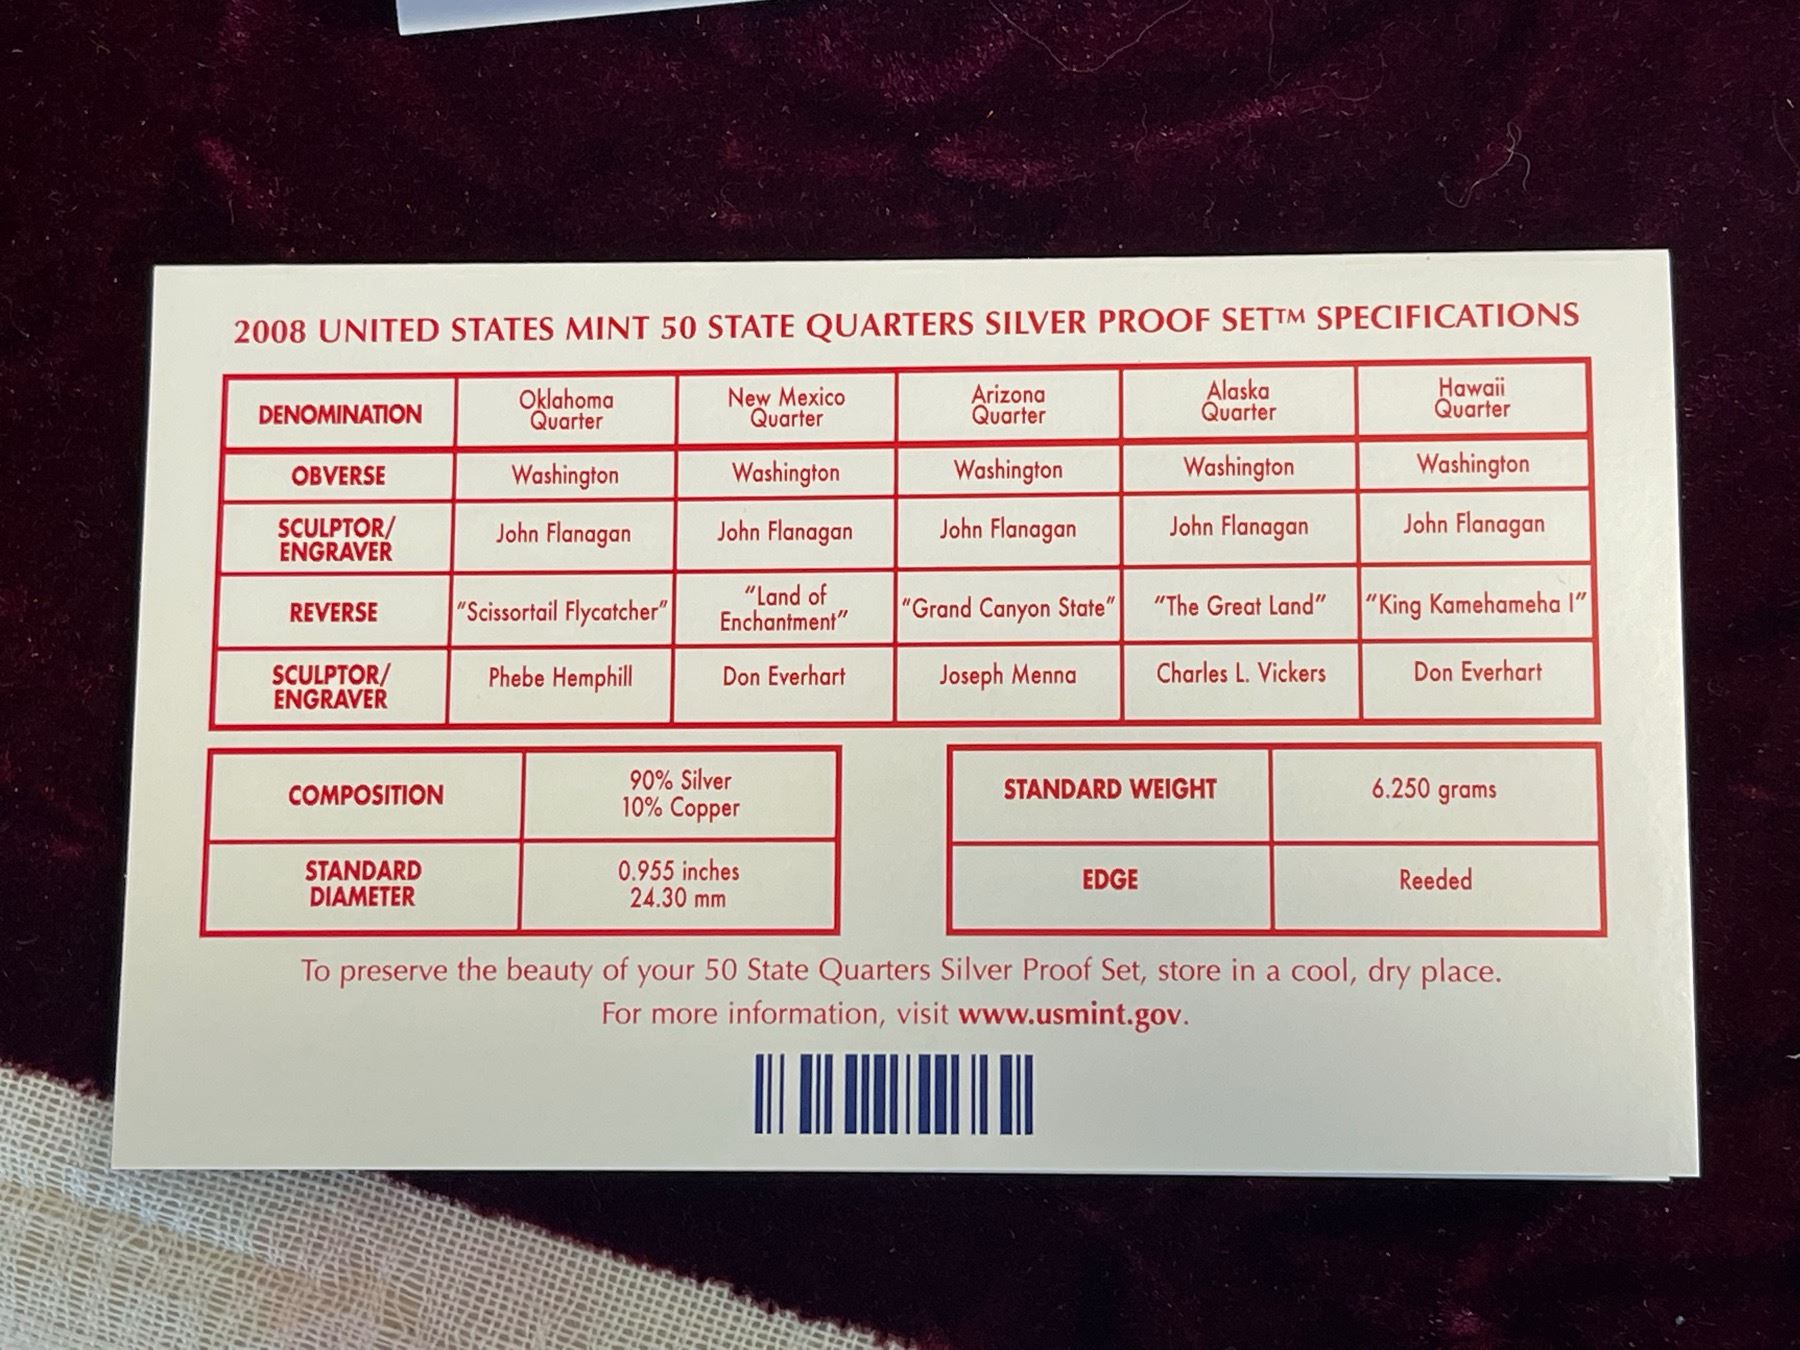 2008 UNITED STATES MINT 50 STATE QUARTERS SILVER PROOF SET™ SPECIFICATIONS
DENOMINATION
Oklahoma
Quarter
New Mexico
Quarter
Arizona
Quarter
Alaska
Quarter
Hawaii
Quarter
OBVERSE
Washington
Washington
Washington
Washington
Washington
SCULPTOR/
ENGRAVER
John Flanagan
John Flanagan
John Flanagan
John Flanagan
John Flanagan
REVERSE
"Scissortail Flycatcher"
"Land of
Enchantment"
"Grand Canyon State"
"The Great Land"
"King Kamehameha I"
SCULPTOR/
ENGRAVER
Phebe Hemphill
Don Everhart
Joseph Menna
Charles L. Vickers
Don Everhart
COMPOSITION
90% Silver
10% Copper
STANDARD
DIAMETER
0.955 inches
24.30 mm
STANDARD WEIGHT
6.250 grams
EDGE
Reeded
To preserve the beauty of your 50 State Quarters Silver Proof Set, store in a cool, dry place.
For more information, visit www.usmint.gov.